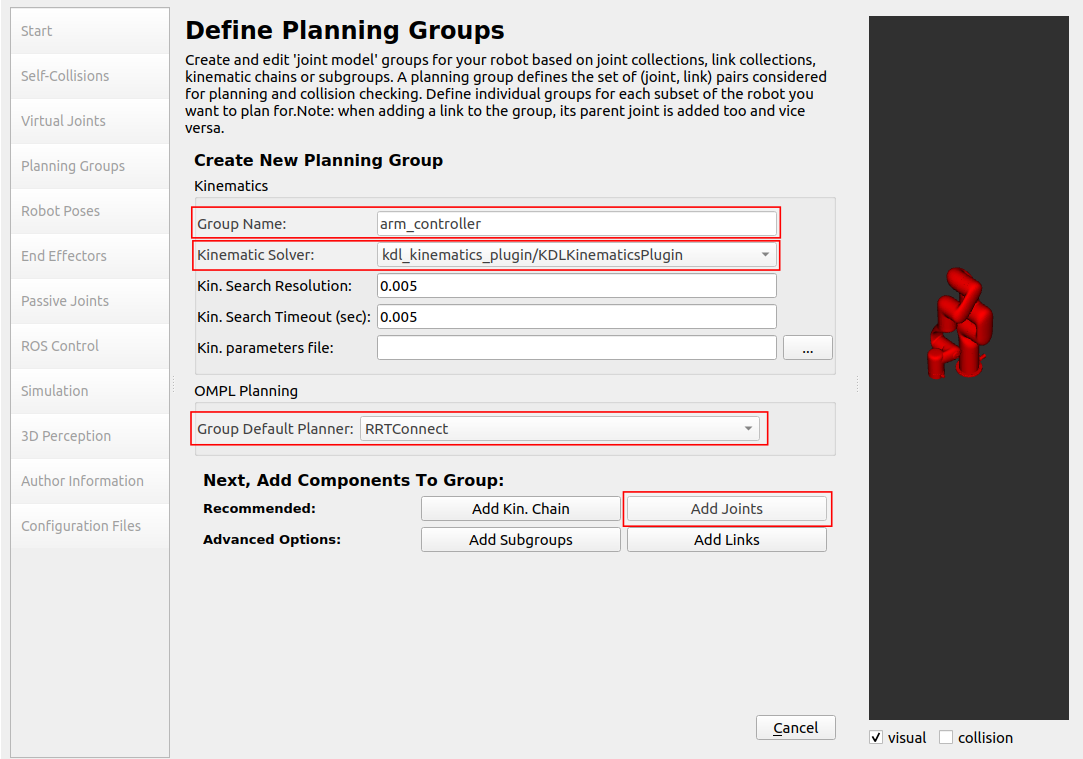 Start
Self-Collisions
Virtual Joints
Planning Groups
Robot Poses
End Effectors
Passive Joints
ROS Control
Simulation
3D Perception
Author Information
Configuration Files
Define Planning Groups
Create and edit 'joint model' groups for your robot based on joint collections, link collections,
kinematic chains or subgroups. A planning group defines the set of (joint, link) pairs considered
for planning and collision checking. Define individual groups for each subset of the robot you
want to plan for.Note: when adding a link to the group, its parent joint is added too and vice
versa.
Create New Planning Group
Kinematics
Group Name: arm_controller
Kinematic Solver: kdl_kinematics_plugin/KDLKinematicsPlugin
Kin. Search Resolution: 0.005
Kin. Search Timeout (sec): 0.005
Kin. parameters file: ...
OMPL Planning
Group Default Planner: RRTConnect
Next, Add Components To Group:
Recommended: Add Kin. Chain Add Joints
Advanced Options: Add Subgroups Add Links
Cancel
visual collision